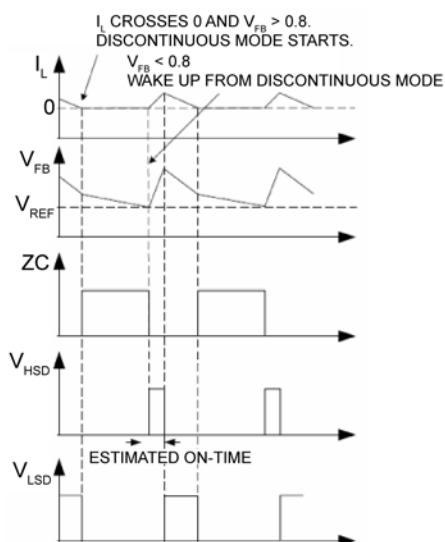 I_L CROSSES 0 AND V_FB > 0.8.
DISCONTINUOUS MODE STARTS.
V_FB < 0.8
WAKE UP FROM DISCONTINUOUS MODE
I_L
0
V_FB
V_REF
ZC
V_HSD
ESTIMATED ON-TIME
V_LSD